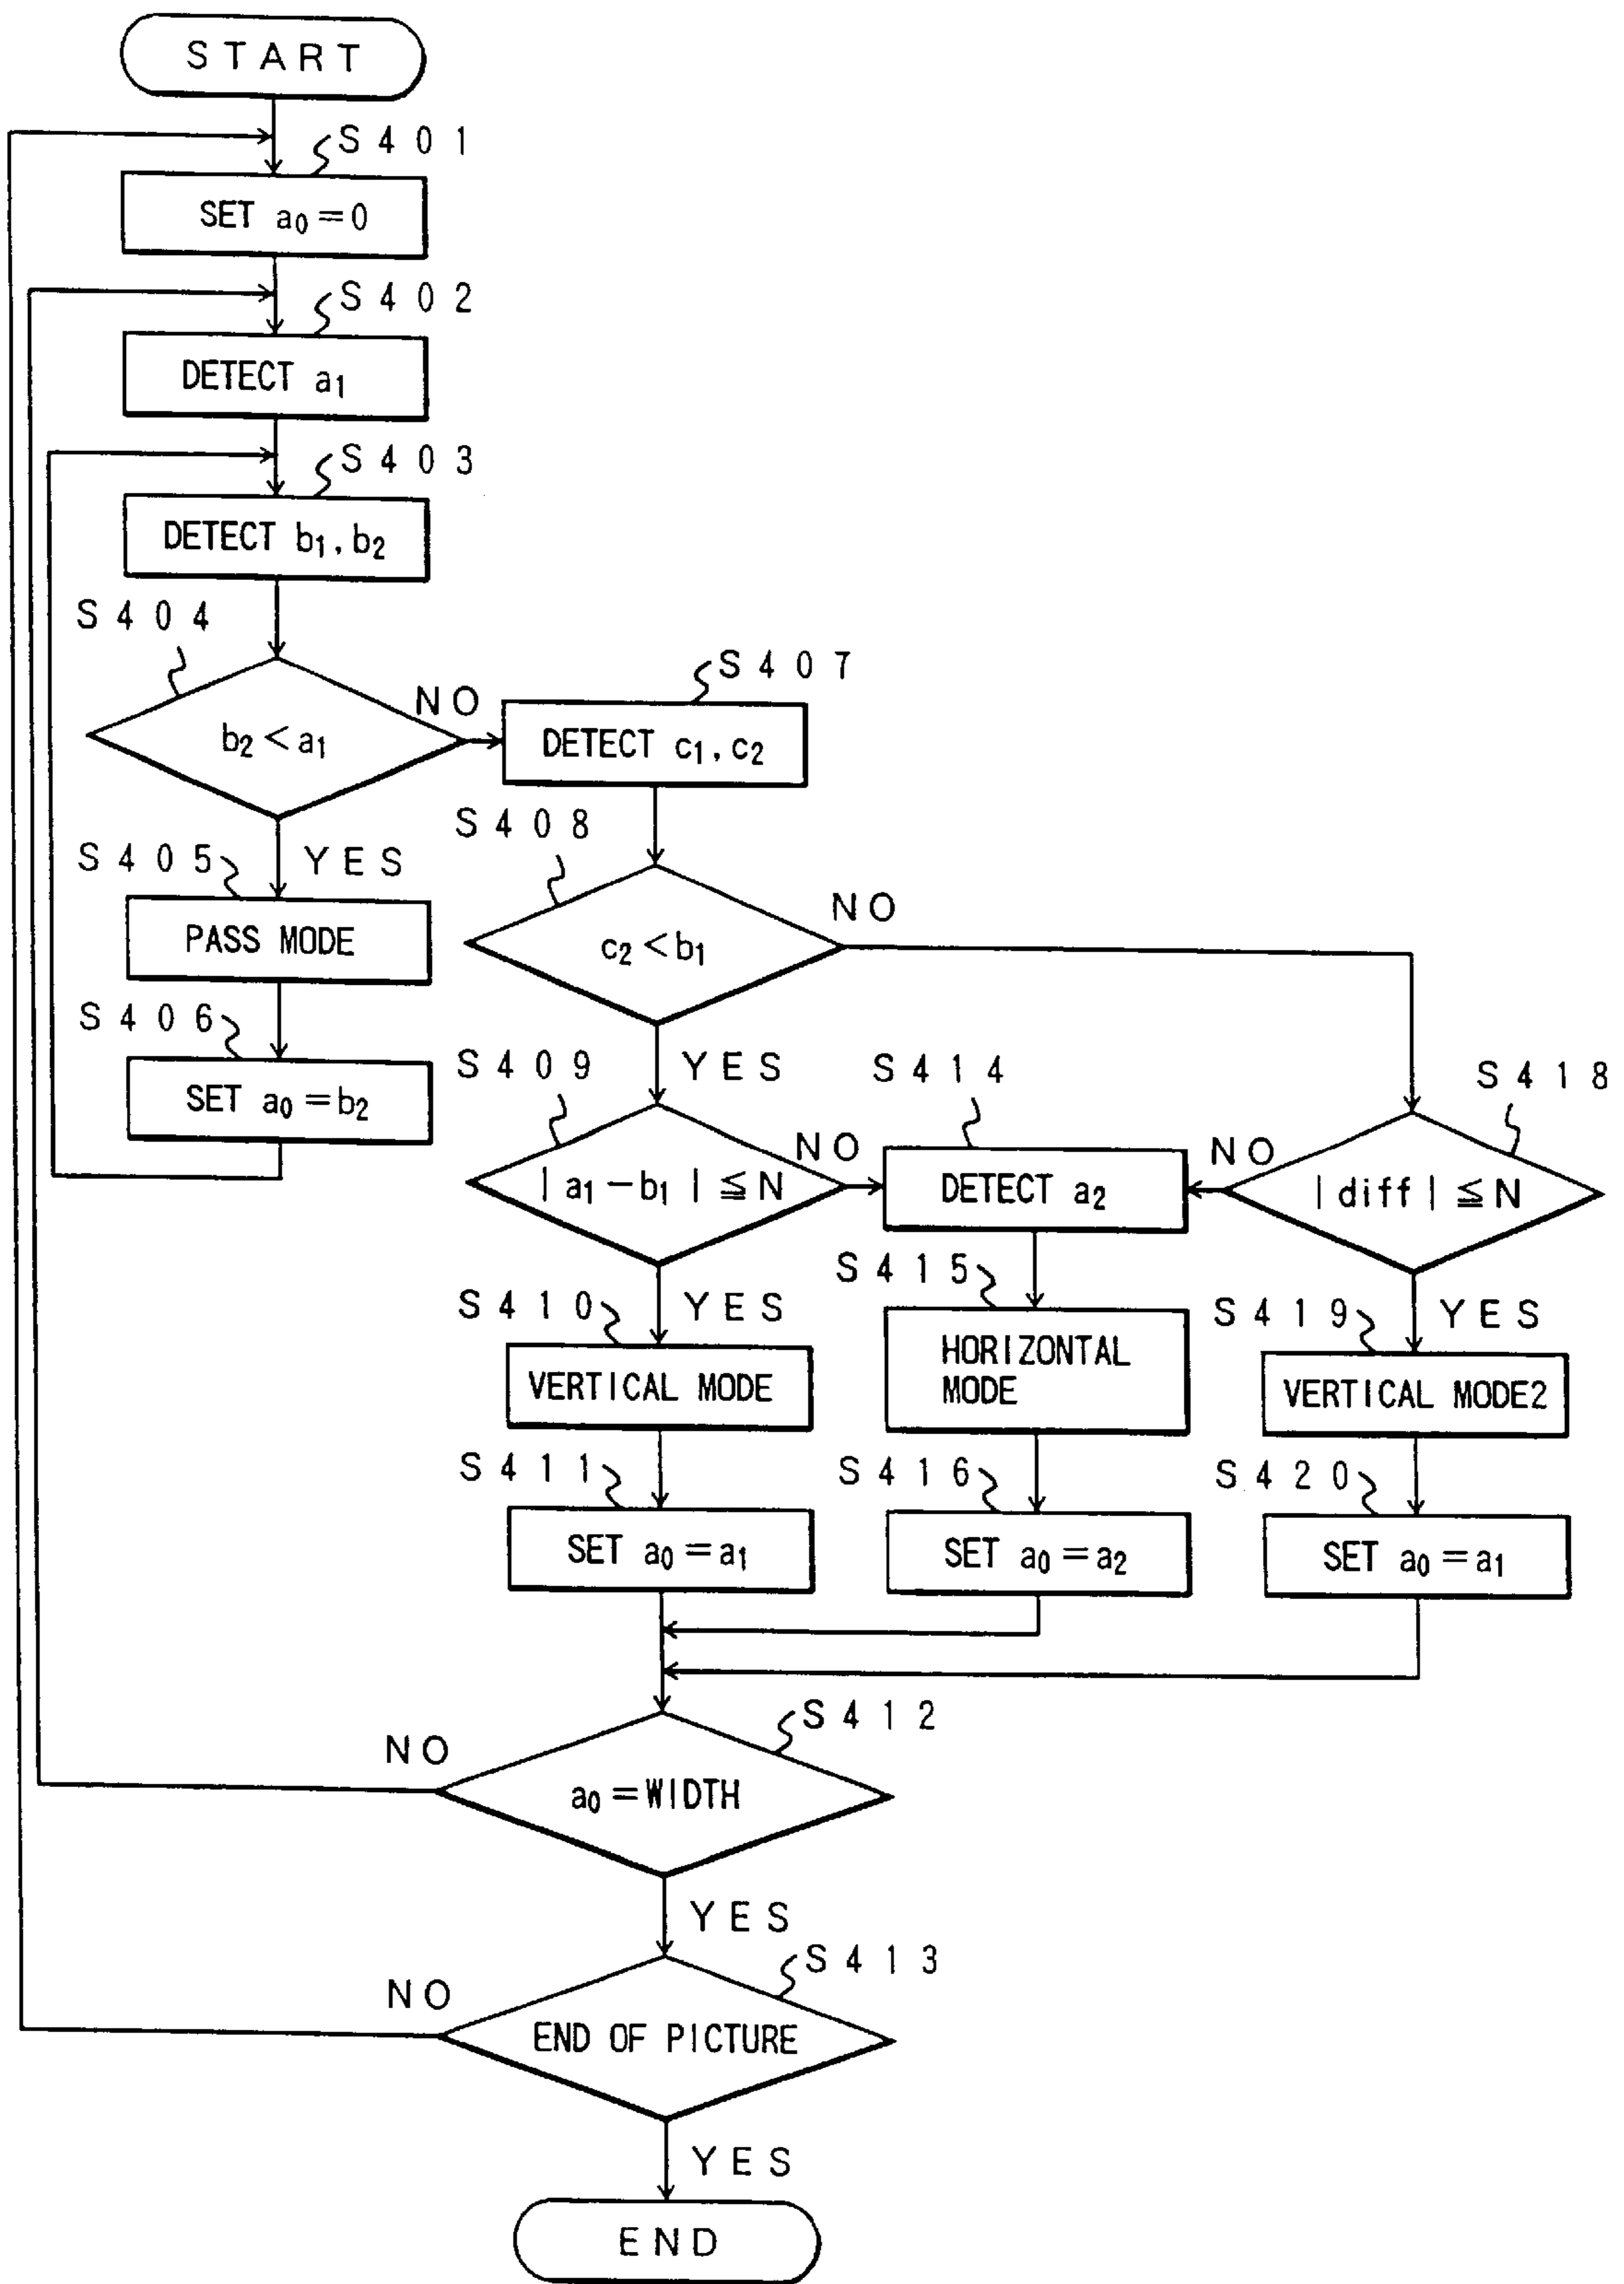 START
S401
SET a₀=0
S402
DETECT a₁
S403
DETECT b₁, b₂
S404
b₂<a₁
NO
S407
DETECT c₁, c₂
YES
S405
PASS MODE
S406
SET a₀=b₂
S408
c₂<b₁
NO
YES
S409
|a₁-b₁|≦N
NO
S414
DETECT a₂
NO
S418
|diff|≦N
YES
S410
VERTICAL MODE
S411
SET a₀=a₁
S415
HORIZONTAL
MODE
S416
SET a₀=a₂
YES
S419
VERTICAL MODE2
S420
SET a₀=a₁
S412
NO
a₀=WIDTH
YES
S413
NO
END OF PICTURE
YES
END